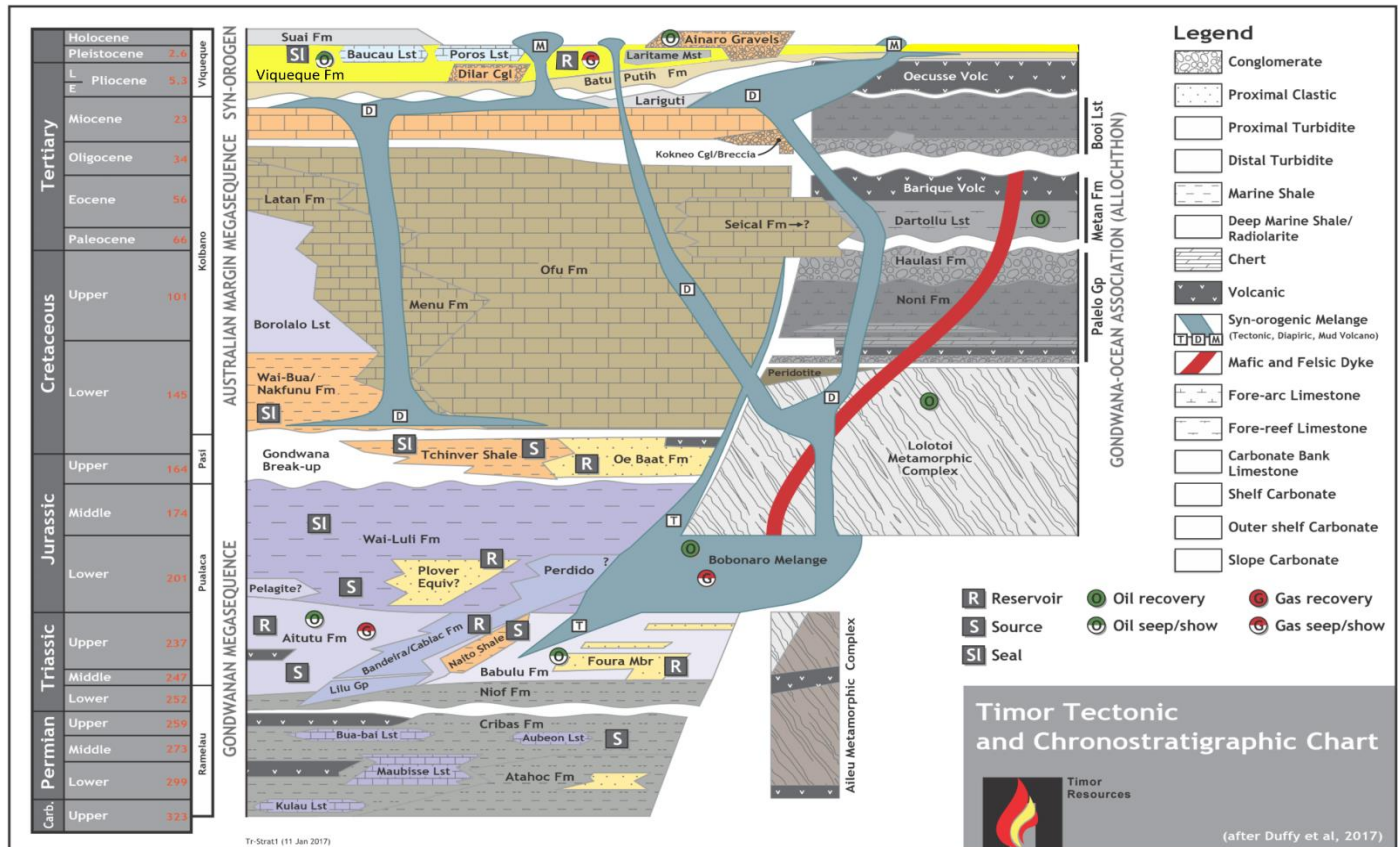 Holocene
Pleistocene 2.6
L
E
Pliocene 5.3
Miocene 23
Oligocene 34
Eocene 56
Paleocene 66
Upper 101
Lower 145
Upper 164
Middle 174
Lower 201
Upper 237
Middle 247
Lower 252
Upper 259
Middle 273
Lower 299
Upper 323
Tertiary
Cretaceous
Jurassic
Triassic
Permian
Carb.
Viqueque
Kolbano
Pasi
Pualaca
Ramelau
SYN-OROGEN
AUSTRALIAN MARGIN MEGASEQUENCE
GONDWANAN MEGASEQUENCE
Suai Fm
SI
O
Baucau Lst
Poros Lst
M
R
G
O
Ainaro Gravels
M
Laritame Mst
Viqueque Fm
Dilar Cgl
Batu Putih Fm
Oecusse Volc
D
Lariguti
D
Booi Lst
Kokneo Cgl/Breccia
Latan Fm
Barique Volc
Metan Fm
Seical Fm→?
Dartollu Lst
O
Haulasi Fm
Ofu Fm
D
Menu Fm
Noni Fm
Palelo Gp
Borolalo Lst
GONDWANA-OCEAN ASSOCIATION (ALLOCHTHON)
Wai-Bua/
Nakfunu Fm
SI
D
Peridotite
D
O
Lolotoi
Metamorphic
Complex
Gondwana
Break-up
SI
Tchinver Shale
S
R
Oe Baat Fm
SI
Wai-Luli Fm
T
O
Bobonaro Melange
G
R
Plover
Equiv?
Perdido
?
S
Pelagite?
R
O
Aitutu Fm
G
S
Bandeira/Cablac Fm
R
Naito Shale
S
T
O
Foura Mbr
R
Babulu Fm
Lilu Gp
Niof Fm
Cribas Fm
Bua-bai Lst
Aubeon Lst
S
Maubisse Lst
Atahoc Fm
Kulau Lst
Aileu Metamorphic Complex
Tr-Strat1 (11 Jan 2017)
Legend
Conglomerate
Proximal Clastic
Proximal Turbidite
Distal Turbidite
Marine Shale
Deep Marine Shale/
Radiolarite
Chert
Volcanic
Syn-orogenic Melange
T D M (Tectonic, Diapiric, Mud Volcano)
Mafic and Felsic Dyke
Fore-arc Limestone
Fore-reef Limestone
Carbonate Bank
Limestone
Shelf Carbonate
Outer shelf Carbonate
Slope Carbonate
R Reservoir O Oil recovery G Gas recovery
S Source O Oil seep/show G Gas seep/show
SI Seal
Timor Tectonic
and Chronostratigraphic Chart
Timor
Resources
(after Duffy et al, 2017)